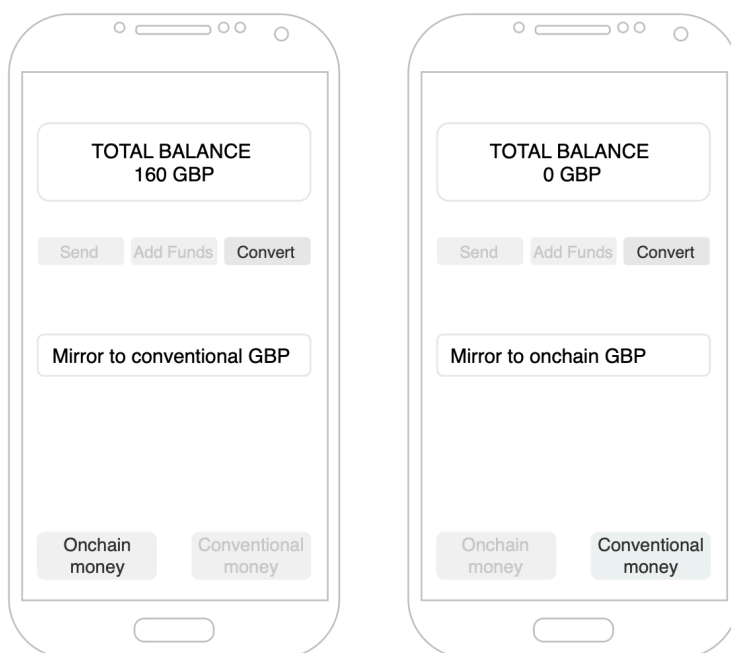 TOTAL BALANCE
160 GBP
Send
Add Funds
Convert
Mirror to conventional GBP
Onchain
money
Conventional
money
TOTAL BALANCE
0 GBP
Send
Add Funds
Convert
Mirror to onchain GBP
Onchain
money
Conventional
money